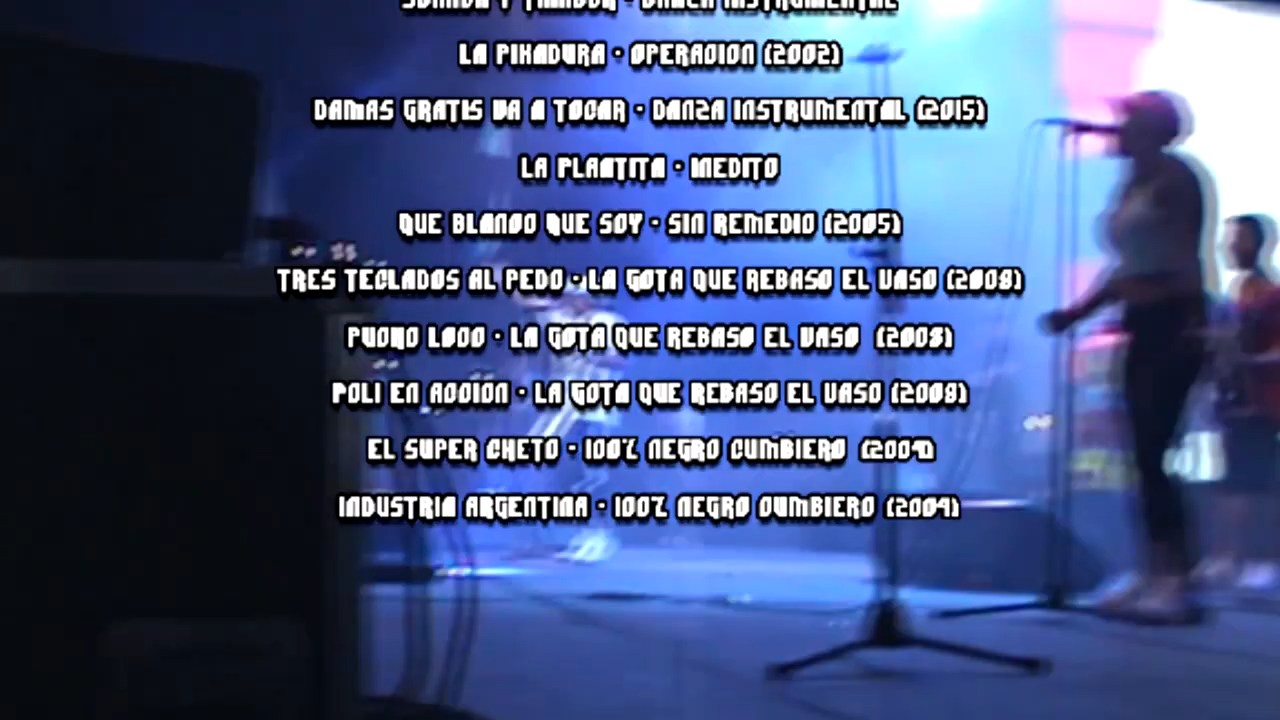 LA PIKADURA - OPERACION (2002)
DAMAS GRATIS VA A TOCAR - DANZA INSTRUMENTAL (2015)
LA PLANTITA - INEDITO
QUE BLANDO QUE SOY - SIN REMEDIO (2005)
TRES TECLADOS AL PEDO - LA GOTA QUE REBASO EL VASO (2008)
PUCHO LOCO - LA GOTA QUE REBASO EL VASO (2008)
POLI EN ACCION - LA GOTA QUE REBASO EL VASO (2008)
EL SUPER CHETO - 100% NEGRO CUMBIERO (2004)
INDUSTRIA ARGENTINA - 100% NEGRO CUMBIERO (2004)